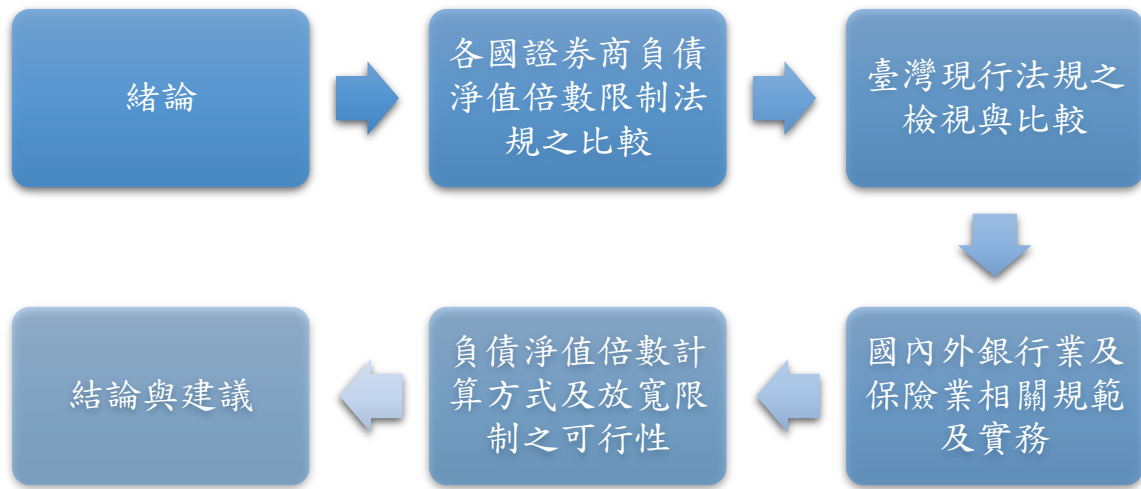 緒論
各國證券商負債
淨值倍數限制法
規之比較
臺灣現行法規之
檢視與比較
國內外銀行業及
保險業相關規範
及實務
負債淨值倍數計
算方式及放寬限
制之可行性
結論與建議